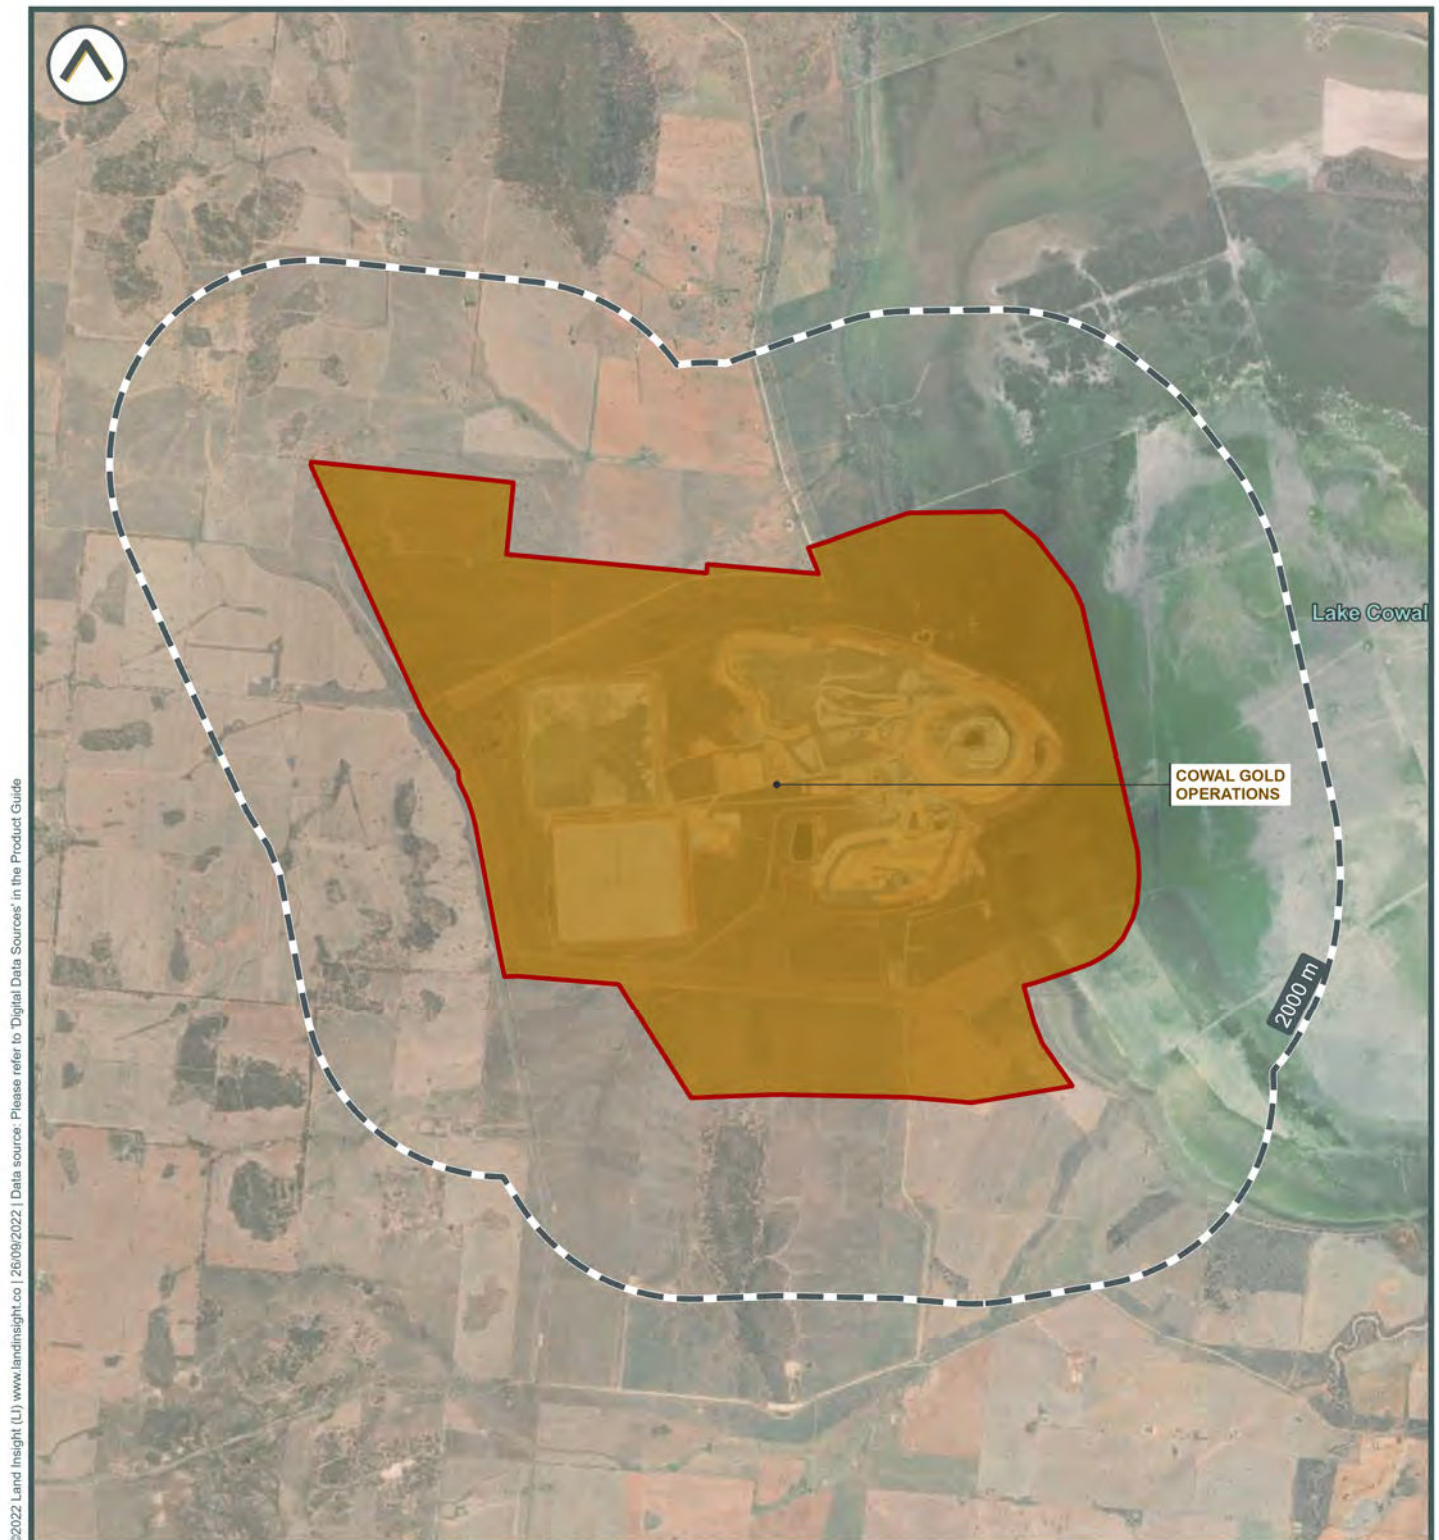 Lake Cowal
COWAL GOLD
OPERATIONS
2000 m
©2022 Land Insight (LI) www.landinsight.co | 26/09/2022 | Data source: Please refer to 'Digital Data Sources' in the Product Guide